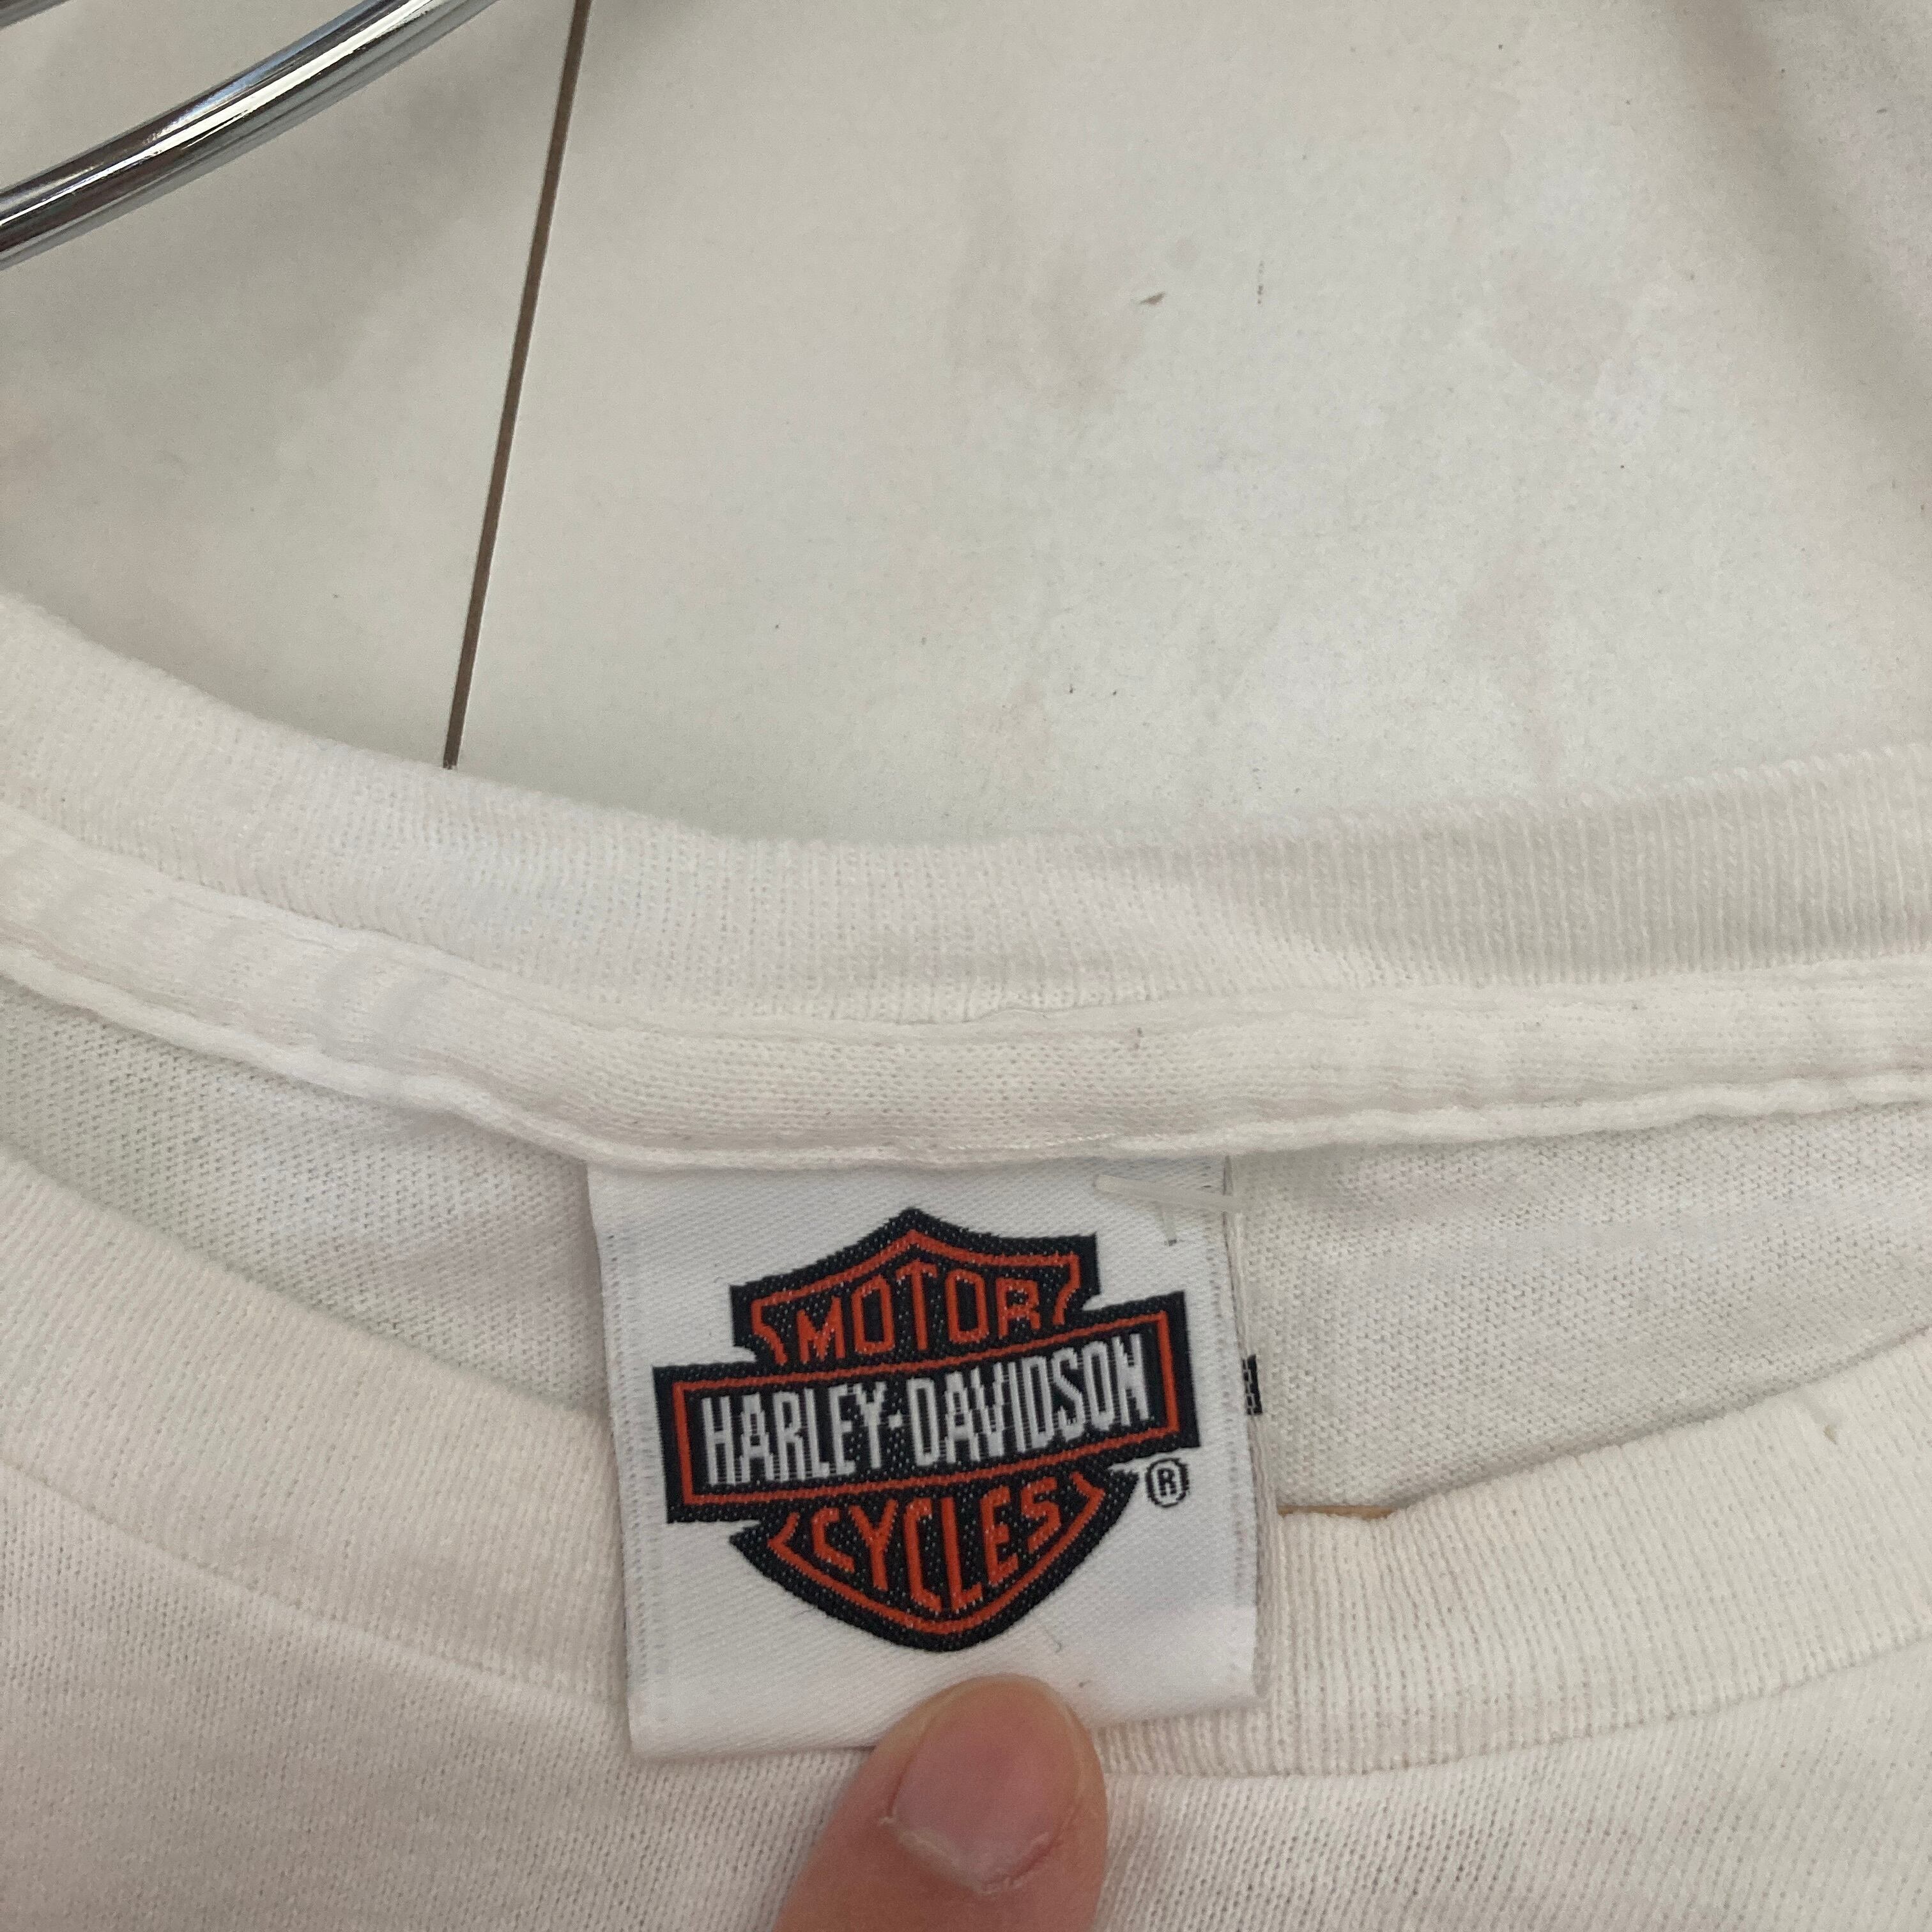 MOTOR
HARLEY-DAVIDSON
CYCLES
®